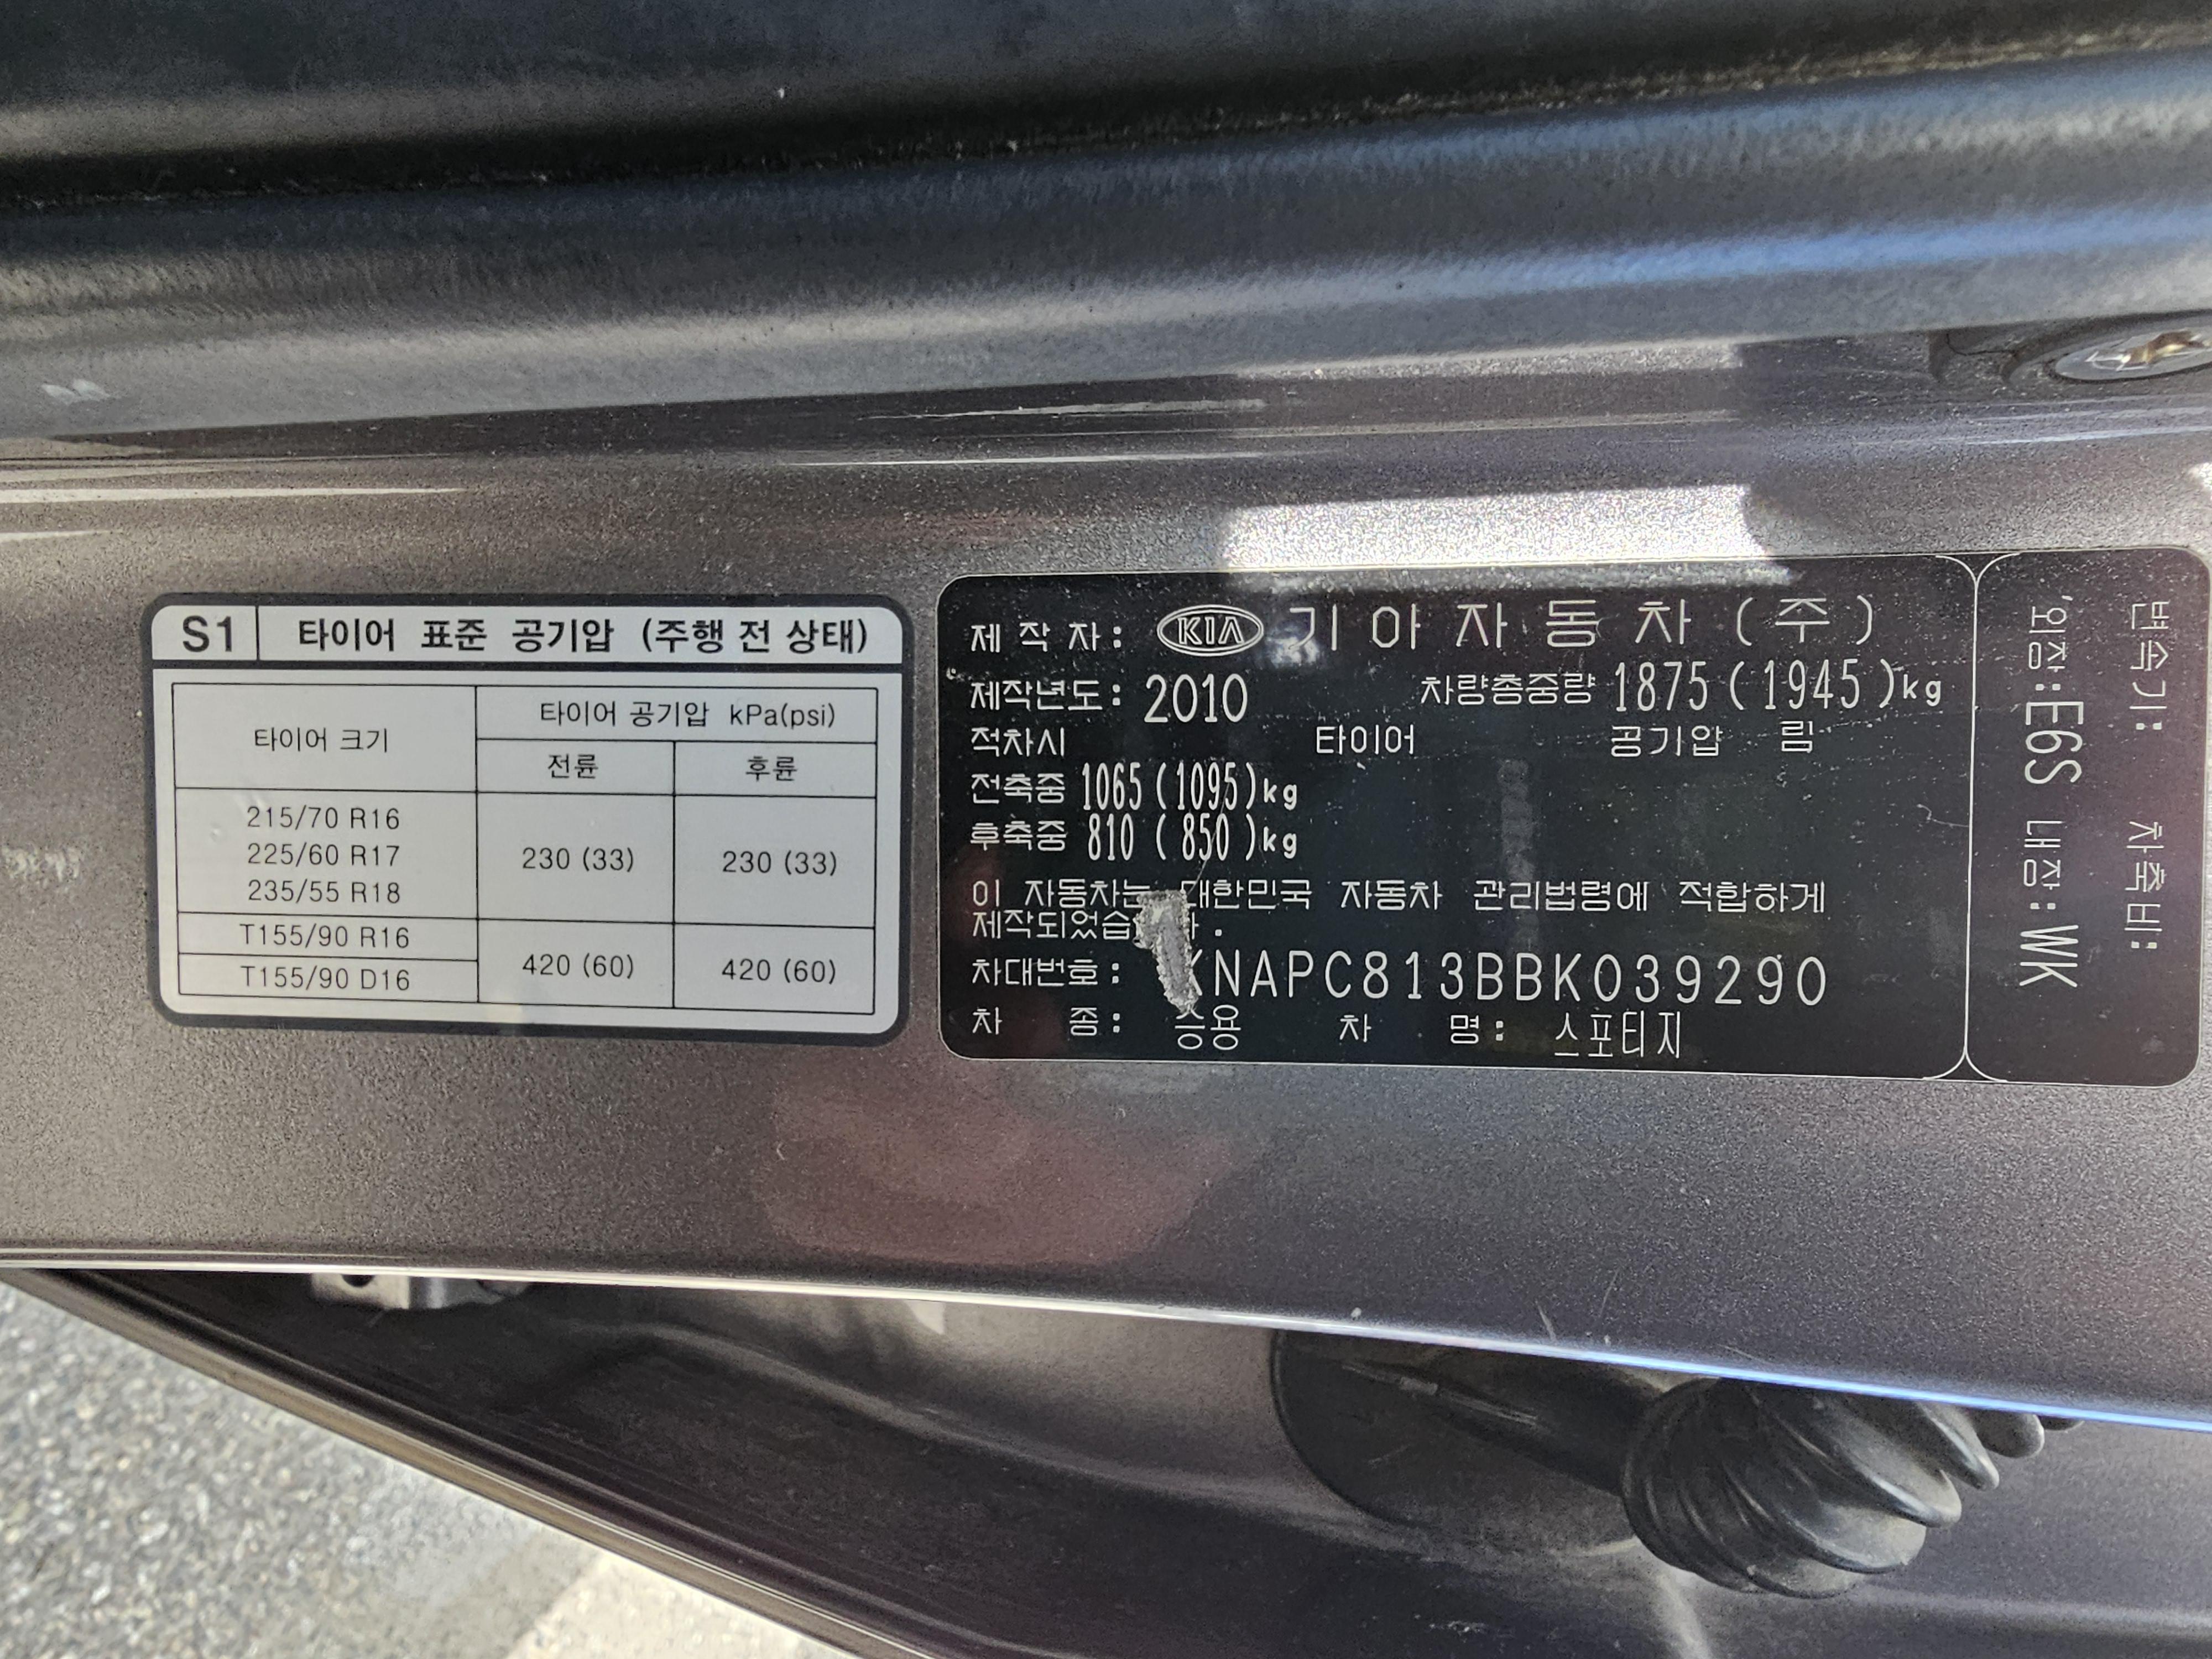 S1 타이어 표준 공기압 (주행 전 상태)
타이어 크기
타이어 공기압 kPa(psi)
전륜 후륜
215/70 R16
225/60 R17
235/55 R18
230 (33) 230 (33)
T155/90 R16
T155/90 D16
420 (60) 420 (60)
제 작 자: KIA 기 아 자 동 차 (주)
제작년도: 2010 차량총중량 1875 (1945)kg
적차시 타이어 공기압 림
전축중 1065 (1095)kg
후축중 810 (850)kg
이 자동차는 대한민국 자동차 관리법령에 적합하게
제작되었습
차대번호: KNAPC813BBK039290
차 종: 승용 차 명: 스포티지
변속기: 차축비:
외장:E6S 내장:WK